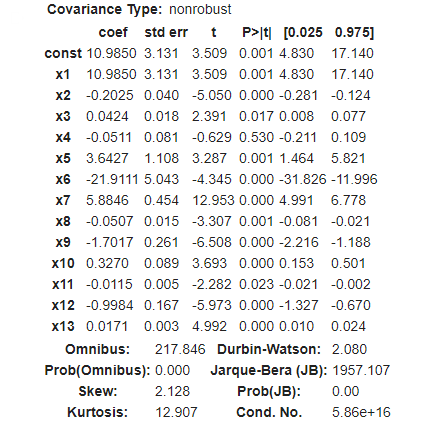 Covariance Type: nonrobust
coef std err t P>|t| [0.025 0.975]
const 10.9850 3.131 3.509 0.001 4.830 17.140
x1 10.9850 3.131 3.509 0.001 4.830 17.140
x2 -0.2025 0.040 -5.050 0.000 -0.281 -0.124
x3 0.0424 0.018 2.391 0.017 0.008 0.077
x4 -0.0511 0.081 -0.629 0.530 -0.211 0.109
x5 3.6427 1.108 3.287 0.001 1.464 5.821
x6 -21.9111 5.043 -4.345 0.000 -31.826 -11.996
x7 5.8846 0.454 12.953 0.000 4.991 6.778
x8 -0.0507 0.015 -3.307 0.001 -0.081 -0.021
x9 -1.7017 0.261 -6.508 0.000 -2.216 -1.188
x10 0.3270 0.089 3.693 0.000 0.153 0.501
x11 -0.0115 0.005 -2.282 0.023 -0.021 -0.002
x12 -0.9984 0.167 -5.973 0.000 -1.327 -0.670
x13 0.0171 0.003 4.992 0.000 0.010 0.024
Omnibus: 217.846 Durbin-Watson: 2.080
Prob(Omnibus): 0.000 Jarque-Bera (JB): 1957.107
Skew: 2.128 Prob(JB): 0.00
Kurtosis: 12.907 Cond. No. 5.86e+16